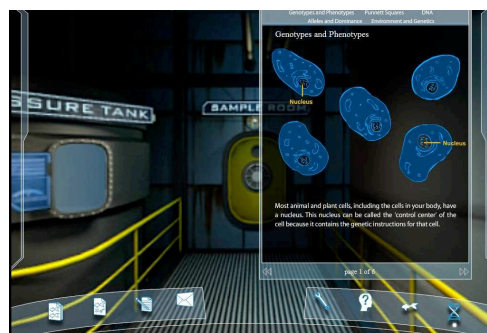 Genotypes and Phenotypes Punnett Squares DNA
Alleles and Dominance Environment and Genetics
Genotypes and Phenotypes
Nucleus
SSURE TANK
SAMPLE ROOM
Nucleus
Most animal and plant cells, including the cells in your body, have
a nucleus. This nucleus can be called the 'control center' of the
cell because it contains the genetic instructions for that cell.
page 1 of 6